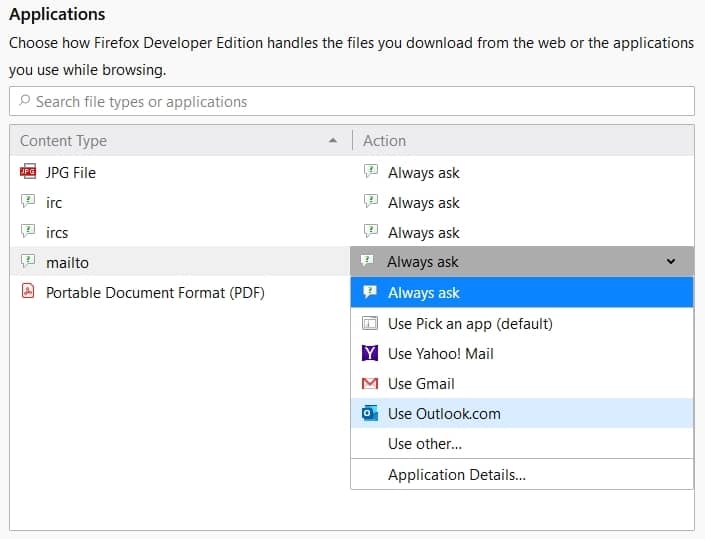 Applications
Choose how Firefox Developer Edition handles the files you download from the web or the applications
you use while browsing.
Search file types or applications
Content Type Action
JPG JPG File Always ask
irc Always ask
ircs Always ask
mailto Always ask
Portable Document Format (PDF) Always ask
Use Pick an app (default)
Use Yahoo! Mail
Use Gmail
Use Outlook.com
Use other...
Application Details...